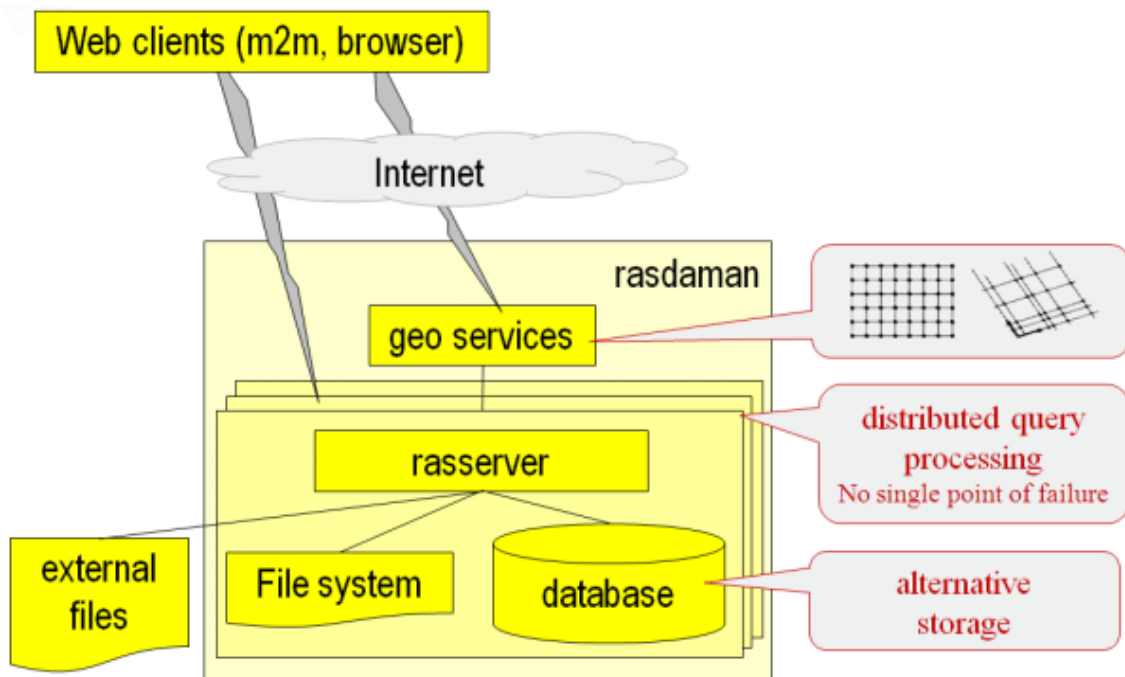 Web clients (m2m, browser)
Internet
rasdaman
geo services
distributed query
processing
No single point of failure
rasserver
external
files
File system
database
alternative
storage